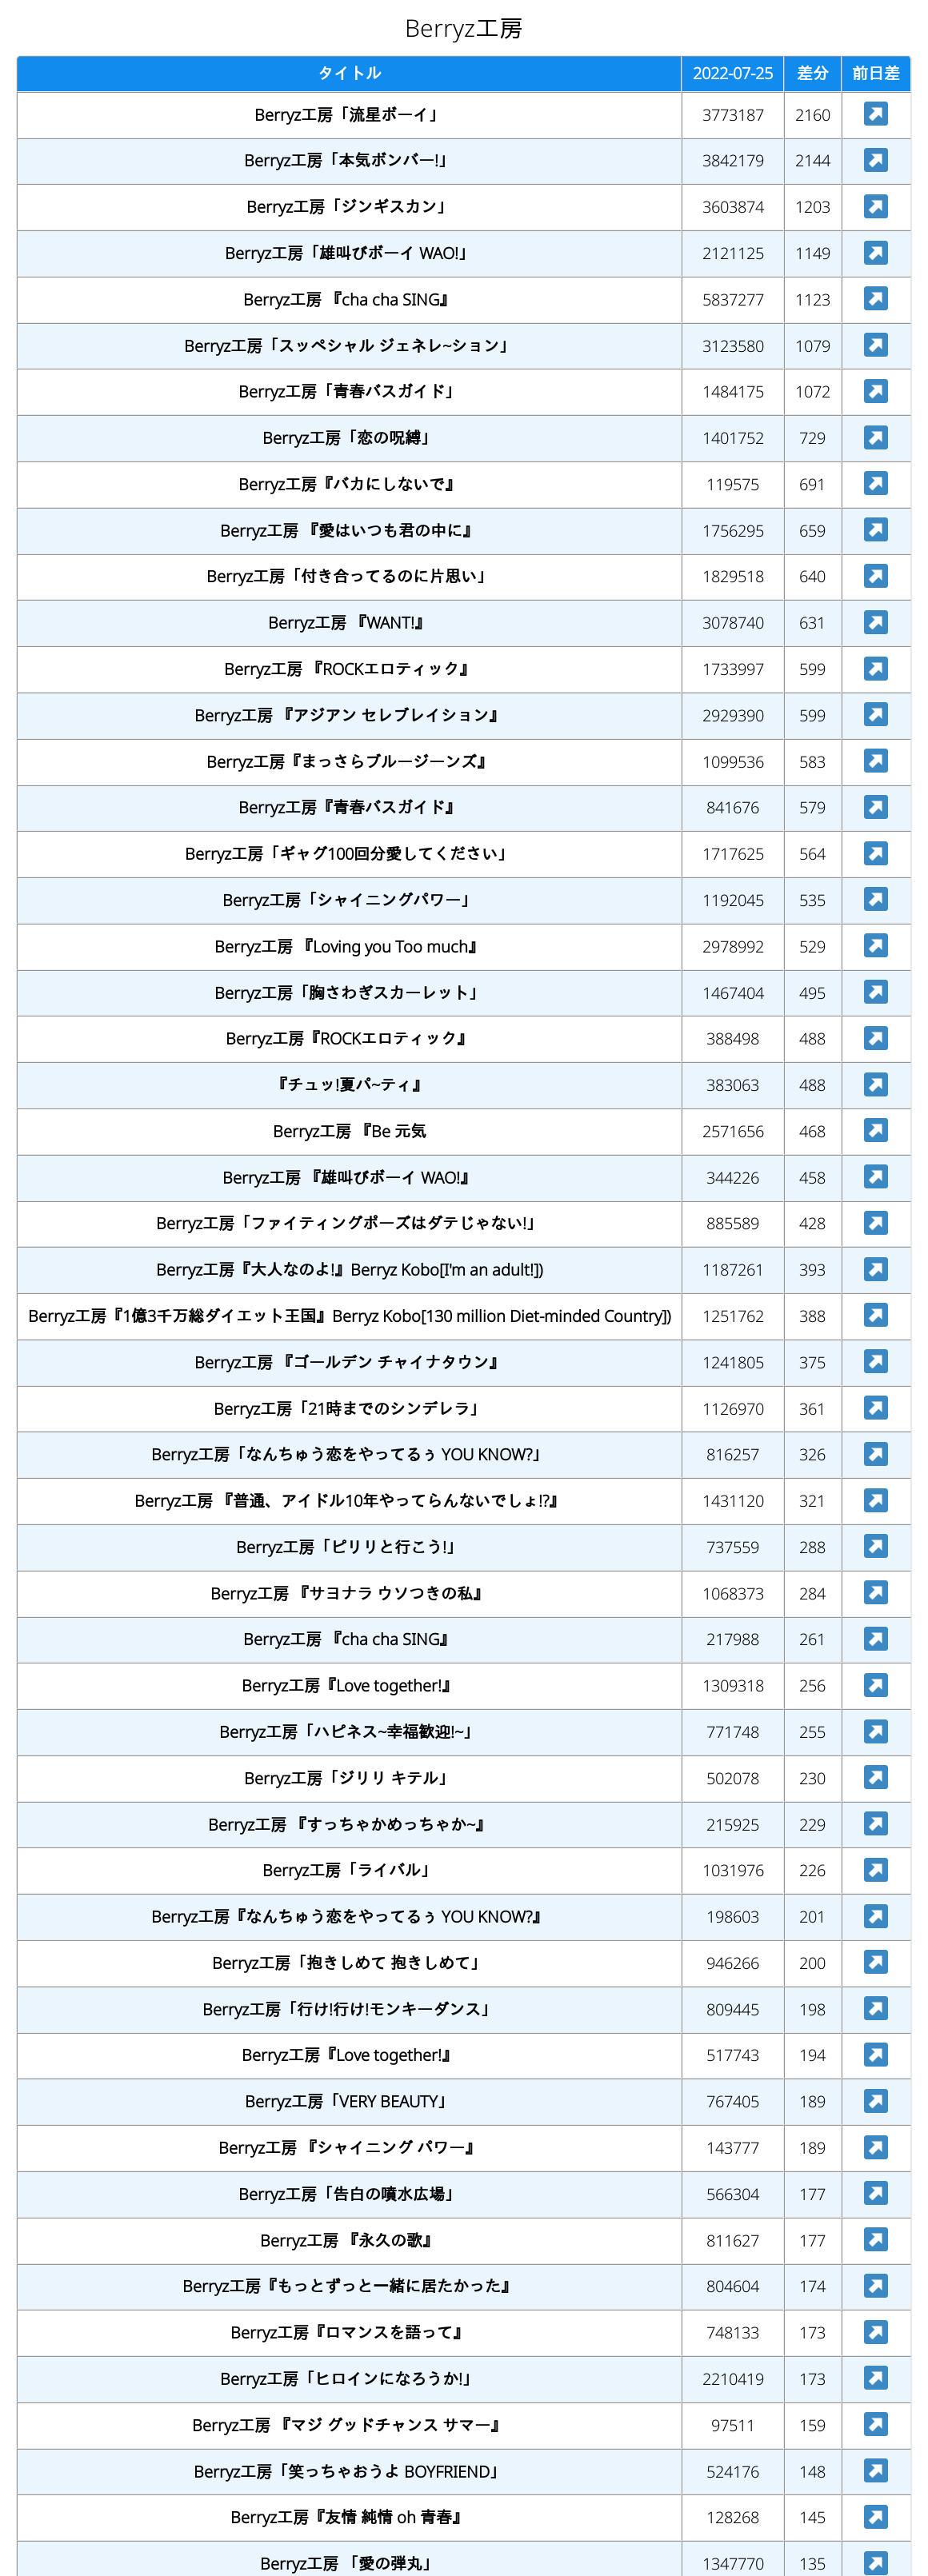 Berryz工房
タイトル 2022-07-25 差分 前日差
Berryz工房「流星ボーイ」 3773187 2160
Berryz工房「本気ボンバー!」 3842179 2144
Berryz工房「ジンギスカン」 3603874 1203
Berryz工房「雄叫びボーイ WAO!」 2121125 1149
Berryz工房 『cha cha SING』 5837277 1123
Berryz工房「スッペシャル ジェネレ~ション」 3123580 1079
Berryz工房「青春バスガイド」 1484175 1072
Berryz工房「恋の呪縛」 1401752 729
Berryz工房『バカにしないで』 119575 691
Berryz工房 『愛はいつも君の中に』 1756295 659
Berryz工房「付き合ってるのに片思い」 1829518 640
Berryz工房 『WANT!』 3078740 631
Berryz工房 『ROCKエロティック』 1733997 599
Berryz工房 『アジアン セレブレイション』 2929390 599
Berryz工房『まっさらブルージーンズ』 1099536 583
Berryz工房『青春バスガイド』 841676 579
Berryz工房「ギャグ100回分愛してください」 1717625 564
Berryz工房「シャイニングパワー」 1192045 535
Berryz工房 『Loving you Too much』 2978992 529
Berryz工房「胸さわぎスカーレット」 1467404 495
Berryz工房『ROCKエロティック』 388498 488
『チュッ!夏パ~ティ』 383063 488
Berryz工房 『Be 元気 2571656 468
Berryz工房 『雄叫びボーイ WAO!』 344226 458
Berryz工房「ファイティングポーズはダテじゃない!」 885589 428
Berryz工房『大人なのよ!』Berryz Kobo[I'm an adult!]) 1187261 393
Berryz工房『1億3千万総ダイエット王国』Berryz Kobo[130 million Diet-minded Country]) 1251762 388
Berryz工房 『ゴールデン チャイナタウン』 1241805 375
Berryz工房「21時までのシンデレラ」 1126970 361
Berryz工房「なんちゅう恋をやってるぅ YOU KNOW?」 816257 326
Berryz工房 『普通、アイドル10年やってらんないでしょ!?』 1431120 321
Berryz工房「ピリリと行こう!」 737559 288
Berryz工房 『サヨナラ ウソつきの私』 1068373 284
Berryz工房 『cha cha SING』 217988 261
Berryz工房『Love together!』 1309318 256
Berryz工房「ハピネス~幸福歓迎!~」 771748 255
Berryz工房「ジリリ キテル」 502078 230
Berryz工房 『すっちゃかめっちゃか~』 215925 229
Berryz工房「ライバル」 1031976 226
Berryz工房『なんちゅう恋をやってるぅ YOU KNOW?』 198603 201
Berryz工房「抱きしめて 抱きしめて」 946266 200
Berryz工房「行け!行け!モンキーダンス」 809445 198
Berryz工房『Love together!』 517743 194
Berryz工房「VERY BEAUTY」 767405 189
Berryz工房 『シャイニング パワー』 143777 189
Berryz工房「告白の噴水広場」 566304 177
Berryz工房 『永久の歌』 811627 177
Berryz工房『もっとずっと一緒に居たかった』 804604 174
Berryz工房『ロマンスを語って』 748133 173
Berryz工房「ヒロインになろうか!」 2210419 173
Berryz工房 『マジ グッドチャンス サマー』 97511 159
Berryz工房「笑っちゃおうよ BOYFRIEND」 524176 148
Berryz工房『友情 純情 oh 青春』 128268 145
Berryz工房 「愛の弾丸」 1347770 135